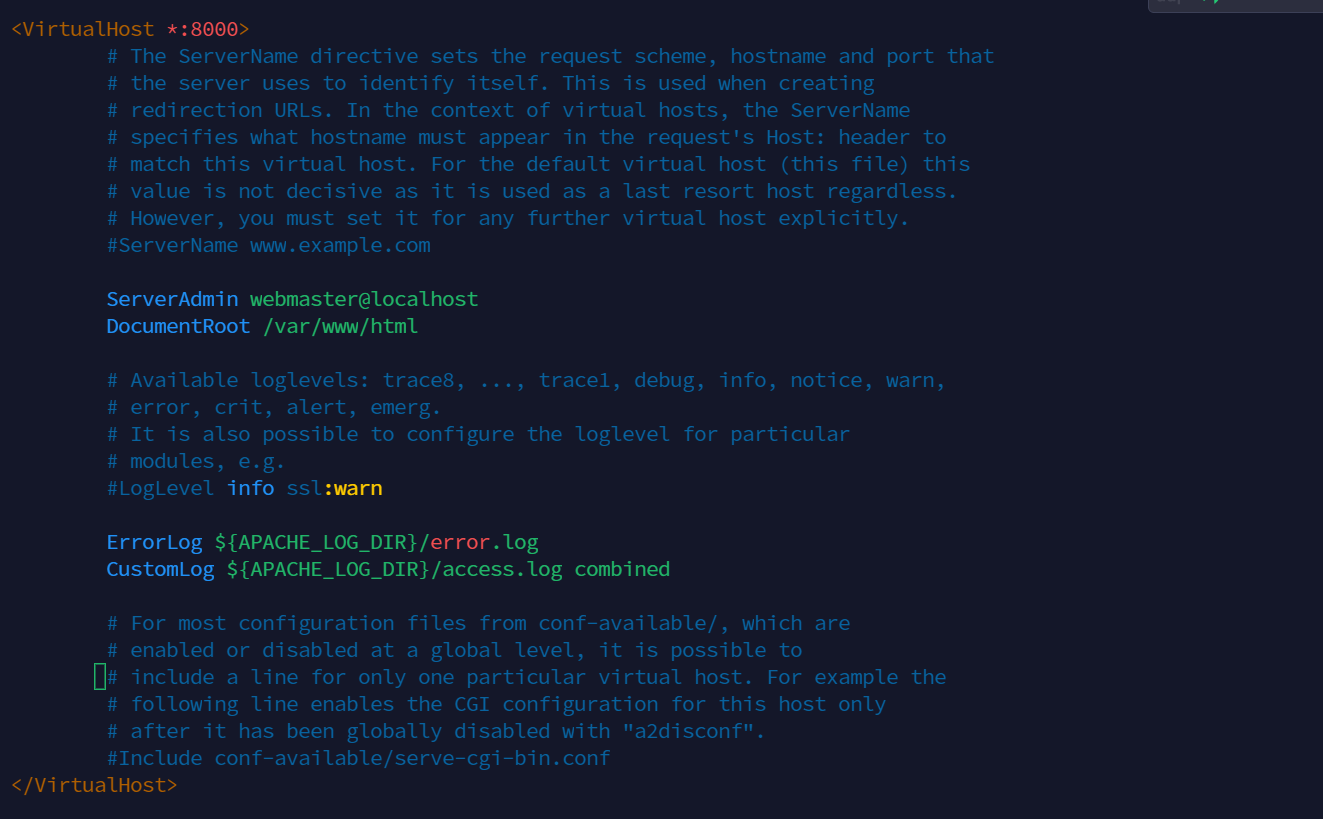 <VirtualHost *:8000>
# The ServerName directive sets the request scheme, hostname and port that
# the server uses to identify itself. This is used when creating
# redirection URLs. In the context of virtual hosts, the ServerName
# specifies what hostname must appear in the request's Host: header to
# match this virtual host. For the default virtual host (this file) this
# value is not decisive as it is used as a last resort host regardless.
# However, you must set it for any further virtual host explicitly.
#ServerName www.example.com
ServerAdmin webmaster@localhost
DocumentRoot /var/www/html
# Available loglevels: trace8, ..., trace1, debug, info, notice, warn,
# error, crit, alert, emerg.
# It is also possible to configure the loglevel for particular
# modules, e.g.
#LogLevel info ssl:warn
ErrorLog ${APACHE_LOG_DIR}/error.log
CustomLog ${APACHE_LOG_DIR}/access.log combined
# For most configuration files from conf-available/, which are
# enabled or disabled at a global level, it is possible to
# include a line for only one particular virtual host. For example the
# following line enables the CGI configuration for this host only
# after it has been globally disabled with "a2disconf".
#Include conf-available/serve-cgi-bin.conf
</VirtualHost>